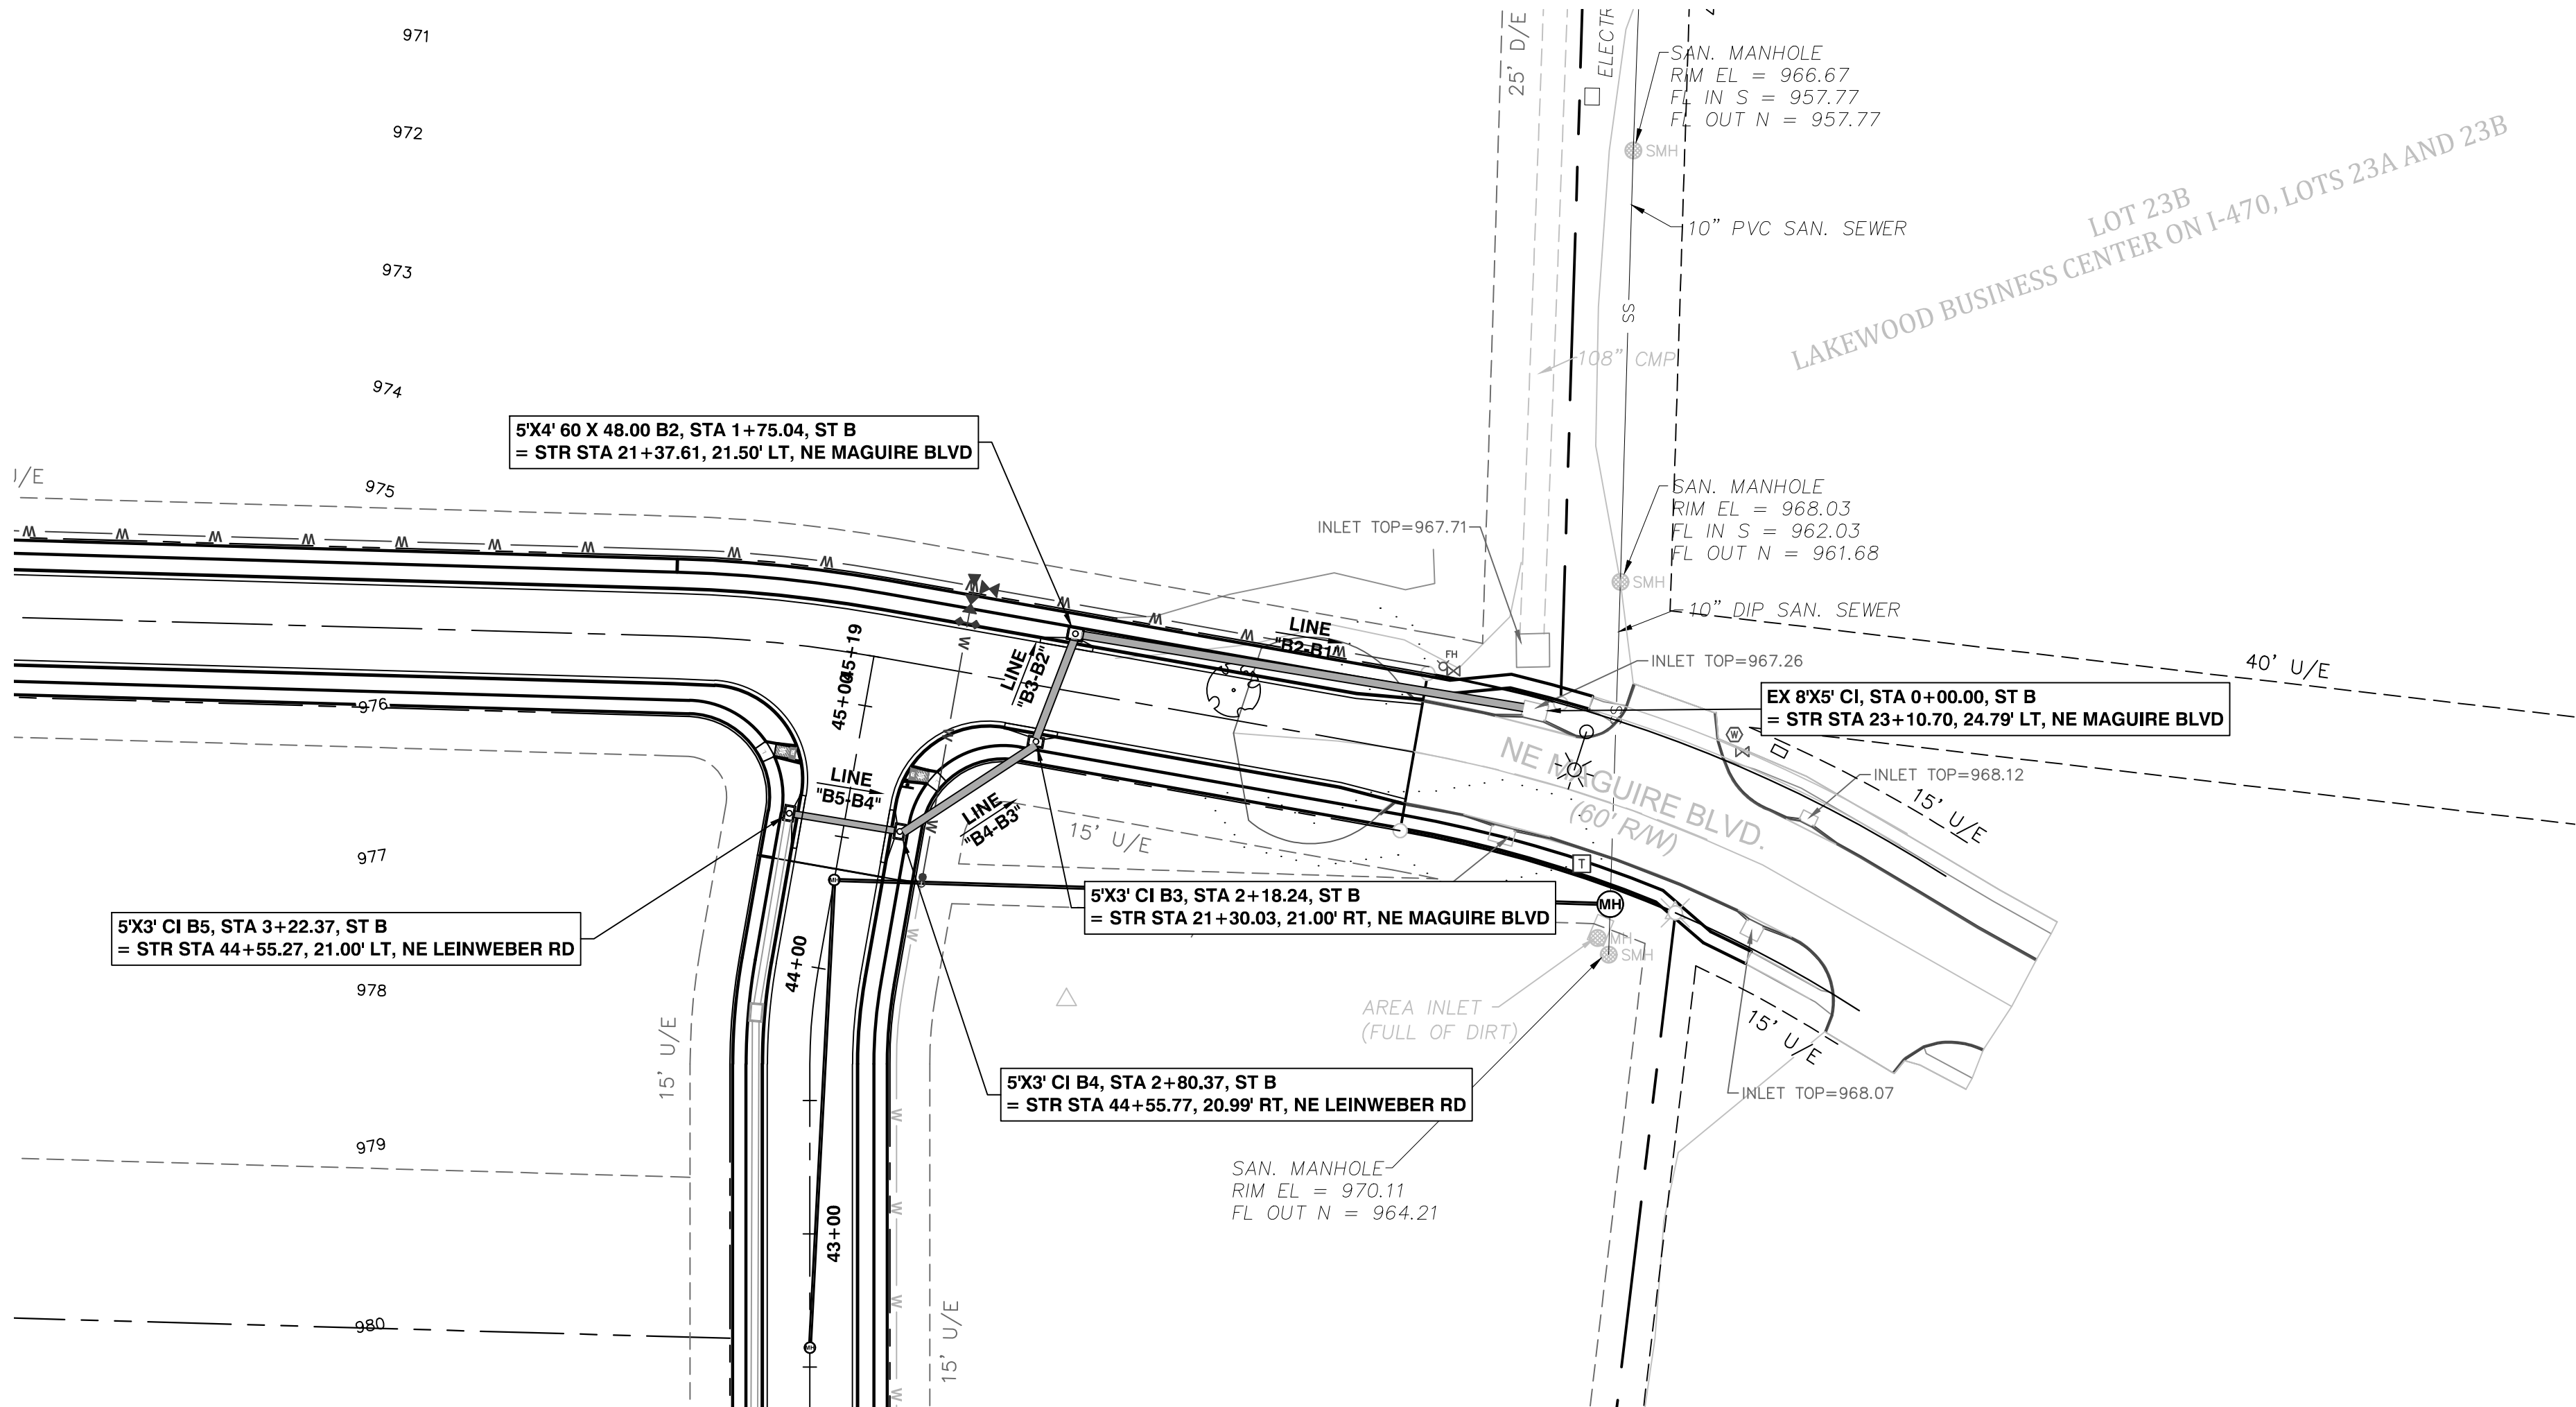 971
972
973
974
975
976
977
978
979
980
25' D/E
SAN. MANHOLE
RIM EL = 966.67
FL IN S = 957.77
FL OUT N = 957.77
SMH
10" PVC SAN. SEWER
LOT 23B
LAKEWOOD BUSINESS CENTER ON I-470, LOTS 23A AND 23B
SS
108" CMP
5'X4' 60 X 48.00 B2, STA 1+75.04, ST B
= STR STA 21+37.61, 21.50' LT, NE MAGUIRE BLVD
SAN. MANHOLE
RIM EL = 968.03
FL IN S = 962.03
FL OUT N = 961.68
SMH
INLET TOP=967.71
10" DIP SAN. SEWER
INLET TOP=967.26
40' U/E
EX 8'X5' CI, STA 0+00.00, ST B
= STR STA 23+10.70, 24.79' LT, NE MAGUIRE BLVD
LINE
"B2-B1"
FH
LINE
"B3-B2"
45+19
45+00
LINE
"B5-B4"
LINE
"B4-B3"
NE MAGUIRE BLVD.
(60' R/W)
W
INLET TOP=968.12
15' U/E
15' U/E
T
MH
5'X3' CI B3, STA 2+18.24, ST B
= STR STA 21+30.03, 21.00' RT, NE MAGUIRE BLVD
5'X3' CI B5, STA 3+22.37, ST B
= STR STA 44+55.27, 21.00' LT, NE LEINWEBER RD
44+00
MH
SMH
AREA INLET
(FULL OF DIRT)
15' U/E
15' U/E
5'X3' CI B4, STA 2+80.37, ST B
= STR STA 44+55.77, 20.99' RT, NE LEINWEBER RD
INLET TOP=968.07
SAN. MANHOLE
RIM EL = 970.11
FL OUT N = 964.21
43+00
15' U/E